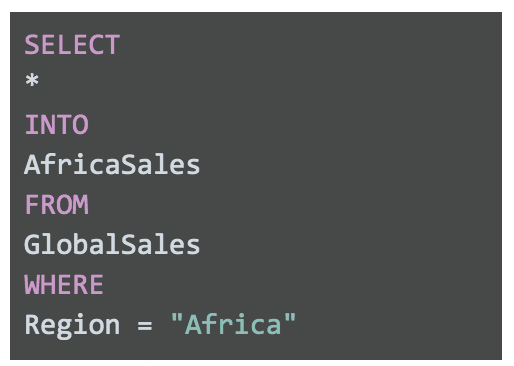 SELECT
*
INTO
AfricaSales
FROM
GlobalSales
WHERE
Region = "Africa"